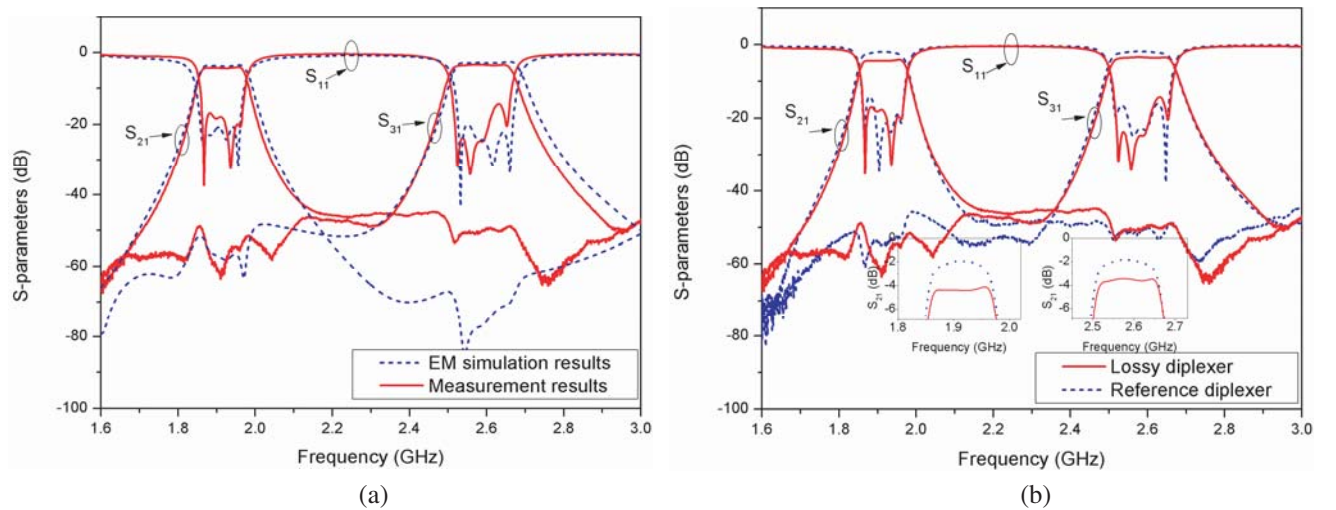 0
-20
-40
-60
-80
-100
S-parameters (dB)
S21
S11
S31
EM simulation results
Measurement results
1.6 1.8 2.0 2.2 2.4 2.6 2.8 3.0
Frequency (GHz)
(a)
0
-20
-40
-60
-80
-100
S-parameters (dB)
S21
S11
S31
0
-2
-4
-6
S21 (dB)
1.8 1.9 2.0
Frequency (GHz)
0
-2
-4
-6
S21 (dB)
2.5 2.6 2.7
Frequency (GHz)
Lossy diplexer
Reference diplexer
1.6 1.8 2.0 2.2 2.4 2.6 2.8 3.0
Frequency (GHz)
(b)